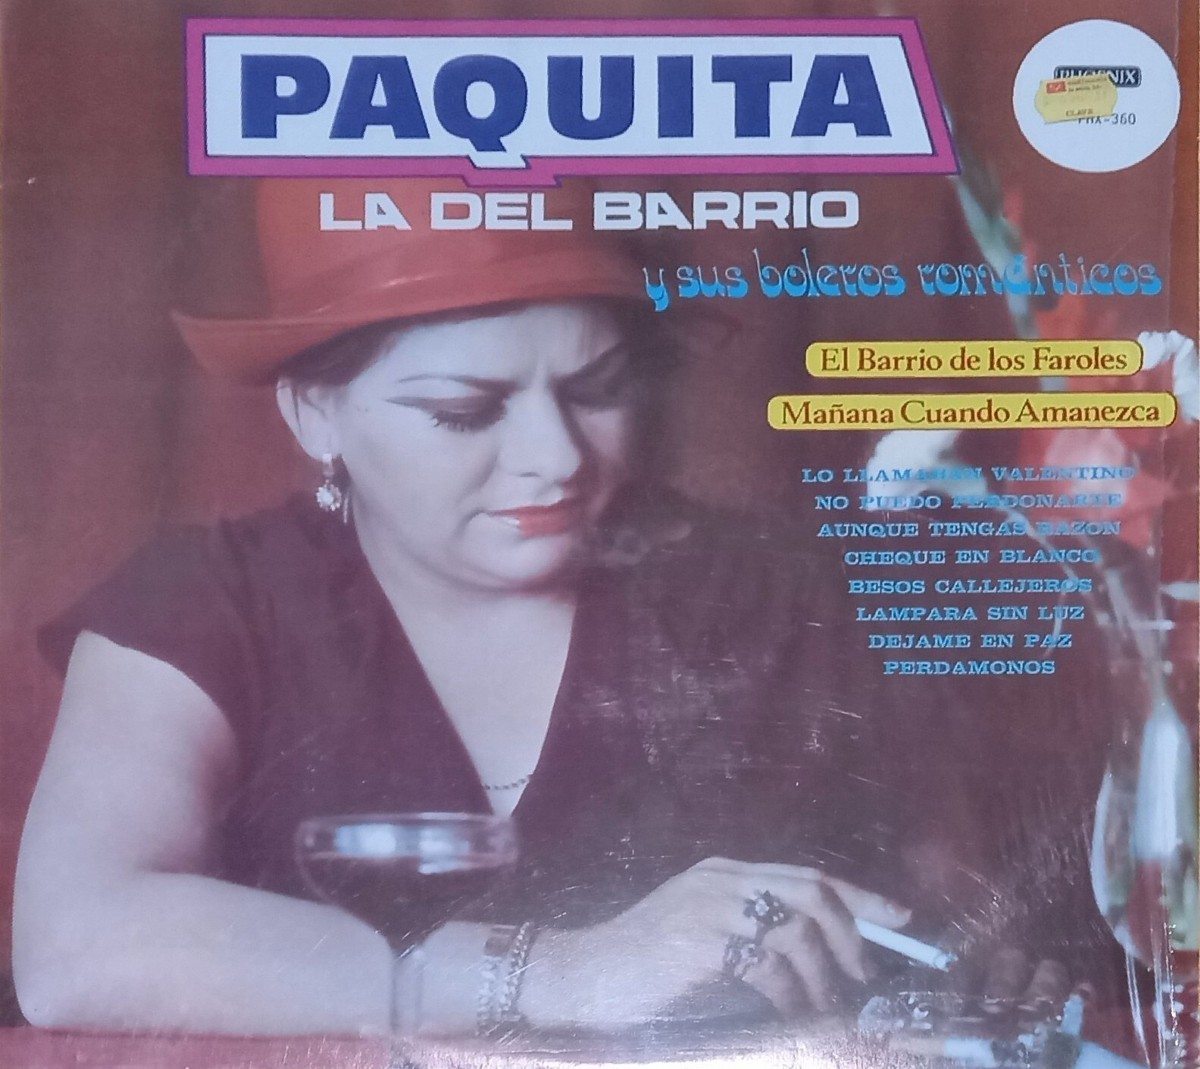 PAQUITA
LA DEL BARRIO
y sus boleros románticos
PHOENIX
CLAVE
PHX-360
El Barrio de los Faroles
Mañana Cuando Amanezca
LO LLAMABAN VALENTINO
NO PUEDO PERDONARTE
AUNQUE TENGAS RAZON
CHEQUE EN BLANCO
BESOS CALLEJEROS
LAMPARA SIN LUZ
DEJAME EN PAZ
PERDAMONOS